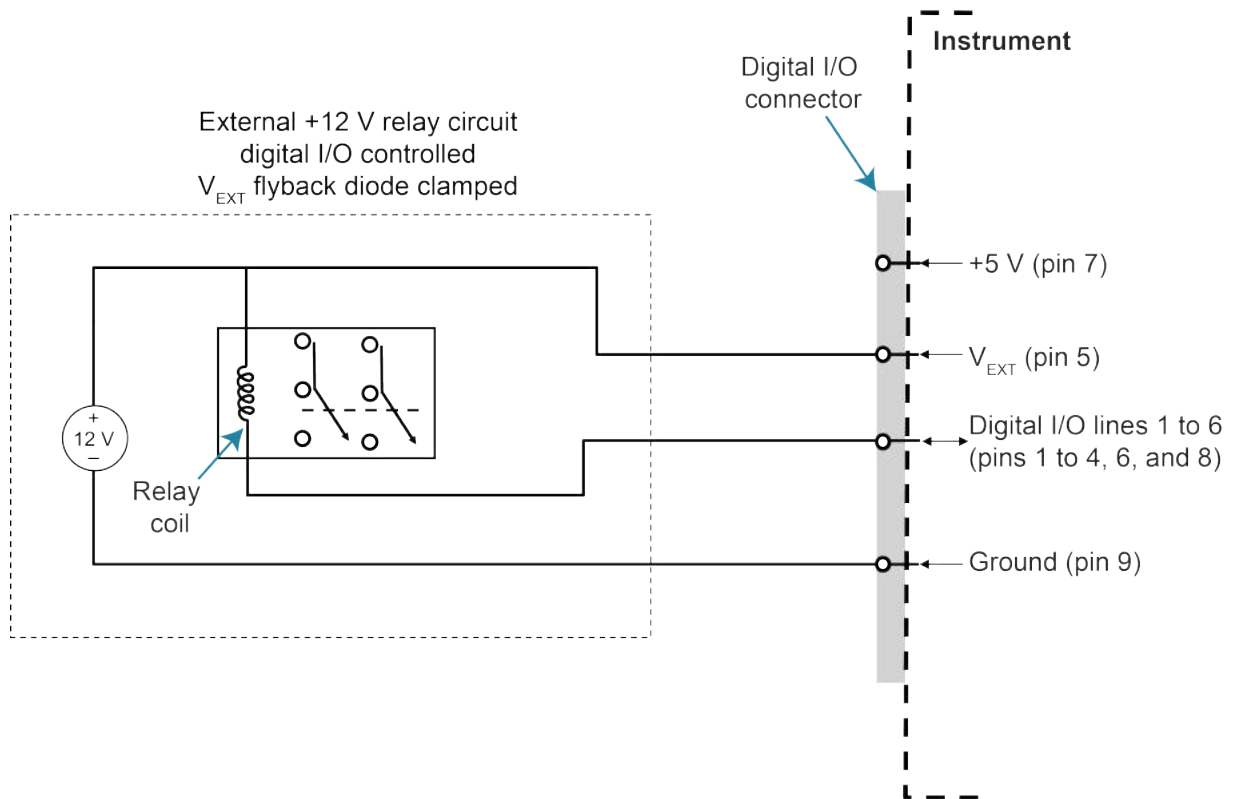 Instrument
Digital I/O
connector
External +12 V relay circuit
digital I/O controlled
VEXT flyback diode clamped
+5 V (pin 7)
VEXT (pin 5)
+
12 V
–
Digital I/O lines 1 to 6
(pins 1 to 4, 6, and 8)
Relay
coil
Ground (pin 9)